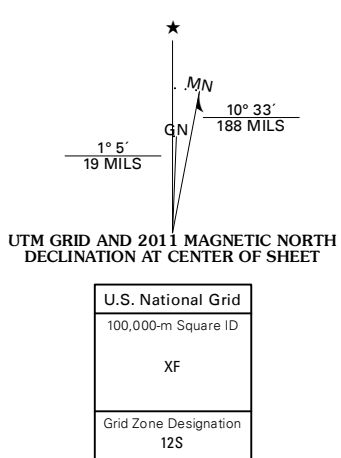 ★
MN
GN
10° 33´
188 MILS
1° 5´
19 MILS
UTM GRID AND 2011 MAGNETIC NORTH
DECLINATION AT CENTER OF SHEET
U.S. National Grid
100,000-m Square ID
XF
Grid Zone Designation
12S